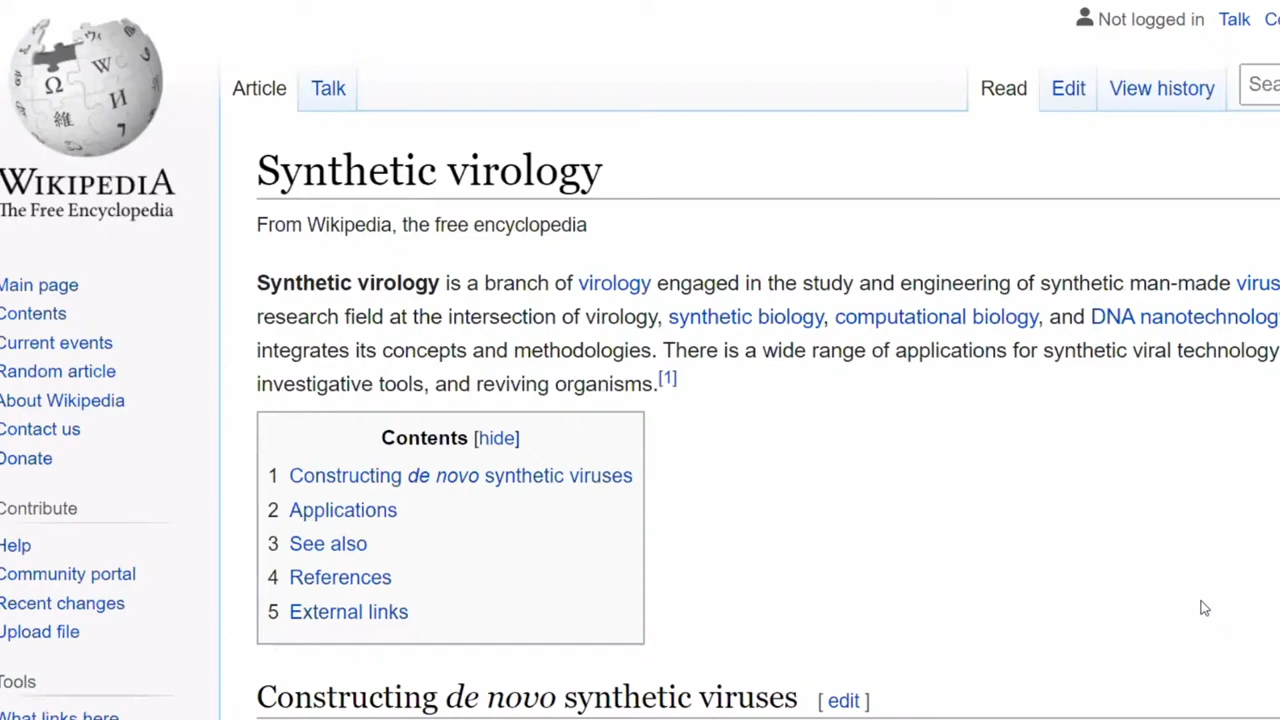 Not logged in Talk
Article Talk Read Edit View history
WIKIPEDIA
The Free Encyclopedia
Synthetic virology
From Wikipedia, the free encyclopedia
Synthetic virology is a branch of virology engaged in the study and engineering of synthetic man-made virus
research field at the intersection of virology, synthetic biology, computational biology, and DNA nanotechnolog
integrates its concepts and methodologies. There is a wide range of applications for synthetic viral technology
investigative tools, and reviving organisms.[1]
Main page
Contents
Current events
Random article
About Wikipedia
Contact us
Donate
Contribute
Help
Community portal
Recent changes
Upload file
Tools
What links here
Contents [hide]
1 Constructing de novo synthetic viruses
2 Applications
3 See also
4 References
5 External links
Constructing de novo synthetic viruses [ edit ]